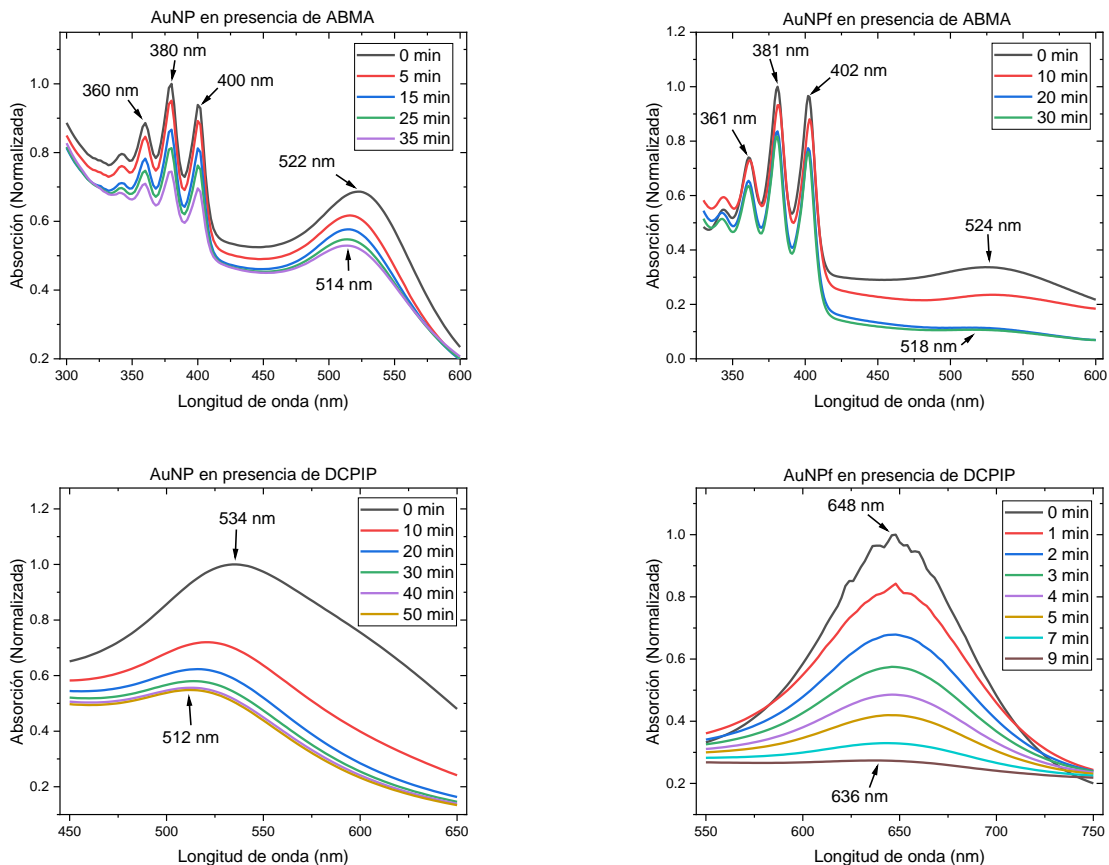 AuNP en presencia de ABMA
Absorción (Normalizada)
1.0
0.8
0.6
0.4
0.2
300
350
400
450
500
550
600
Longitud de onda (nm)
360 nm
380 nm
400 nm
522 nm
514 nm
0 min
5 min
15 min
25 min
35 min
AuNPf en presencia de ABMA
Absorción (Normalizada)
1.2
1.0
0.8
0.6
0.4
0.2
0.0
350
400
450
500
550
600
Longitud de onda (nm)
361 nm
381 nm
402 nm
524 nm
518 nm
0 min
10 min
20 min
30 min
AuNP en presencia de DCPIP
Absorción (Normalizada)
1.2
1.0
0.8
0.6
0.4
0.2
450
500
550
600
650
Longitud de onda (nm)
534 nm
512 nm
0 min
10 min
20 min
30 min
40 min
50 min
AuNPf en presencia de DCPIP
Absorción (Normalizada)
1.0
0.8
0.6
0.4
0.2
550
600
650
700
750
Longitud de onda (nm)
648 nm
636 nm
0 min
1 min
2 min
3 min
4 min
5 min
7 min
9 min